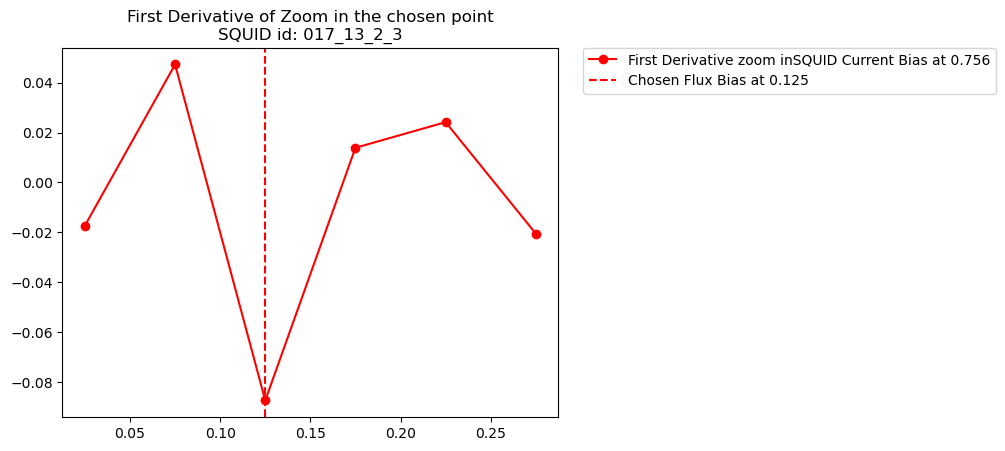 First Derivative of Zoom in the chosen point
SQUID id: 017_13_2_3
First Derivative zoom inSQUID Current Bias at 0.756
Chosen Flux Bias at 0.125
0.04
0.02
0.00
−0.02
−0.04
−0.06
−0.08
0.05 0.10 0.15 0.20 0.25